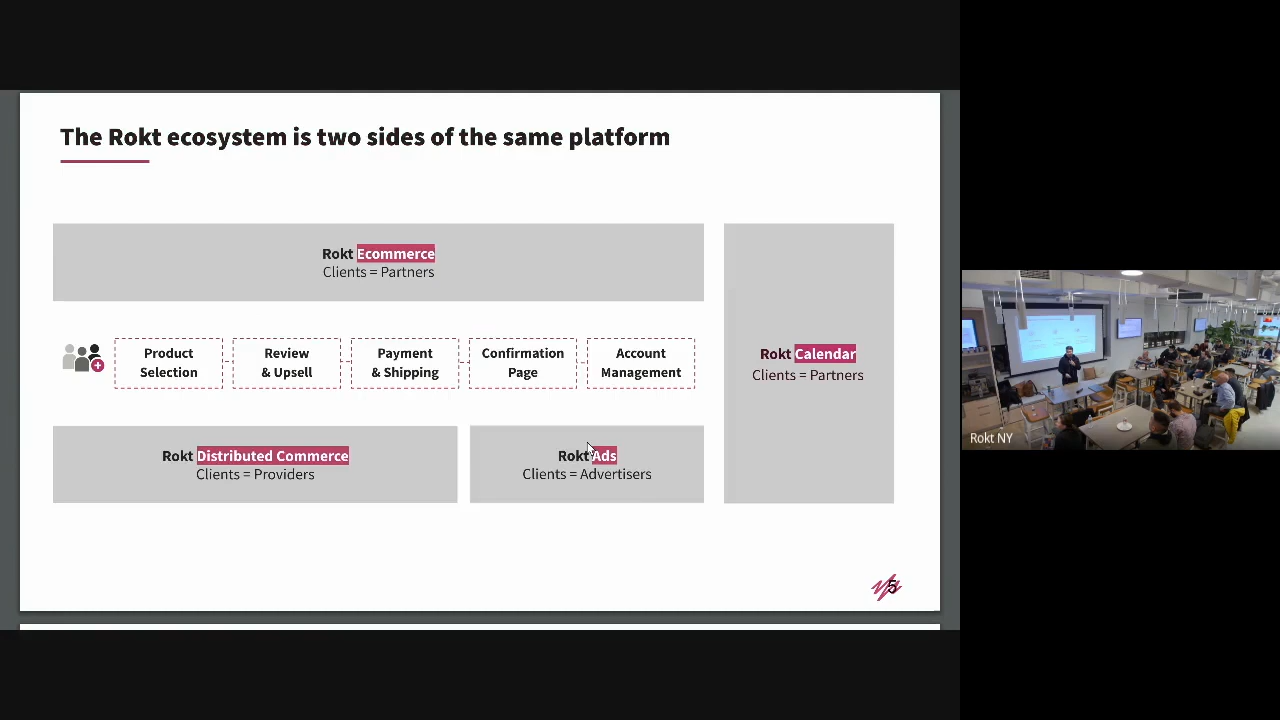 The Rokt ecosystem is two sides of the same platform
Rokt Ecommerce
Clients = Partners
Product
Selection
Review
& Upsell
Payment
& Shipping
Confirmation
Page
Account
Management
Rokt Calendar
Clients = Partners
Rokt Distributed Commerce
Clients = Providers
Rokt Ads
Clients = Advertisers
5
Rokt NY